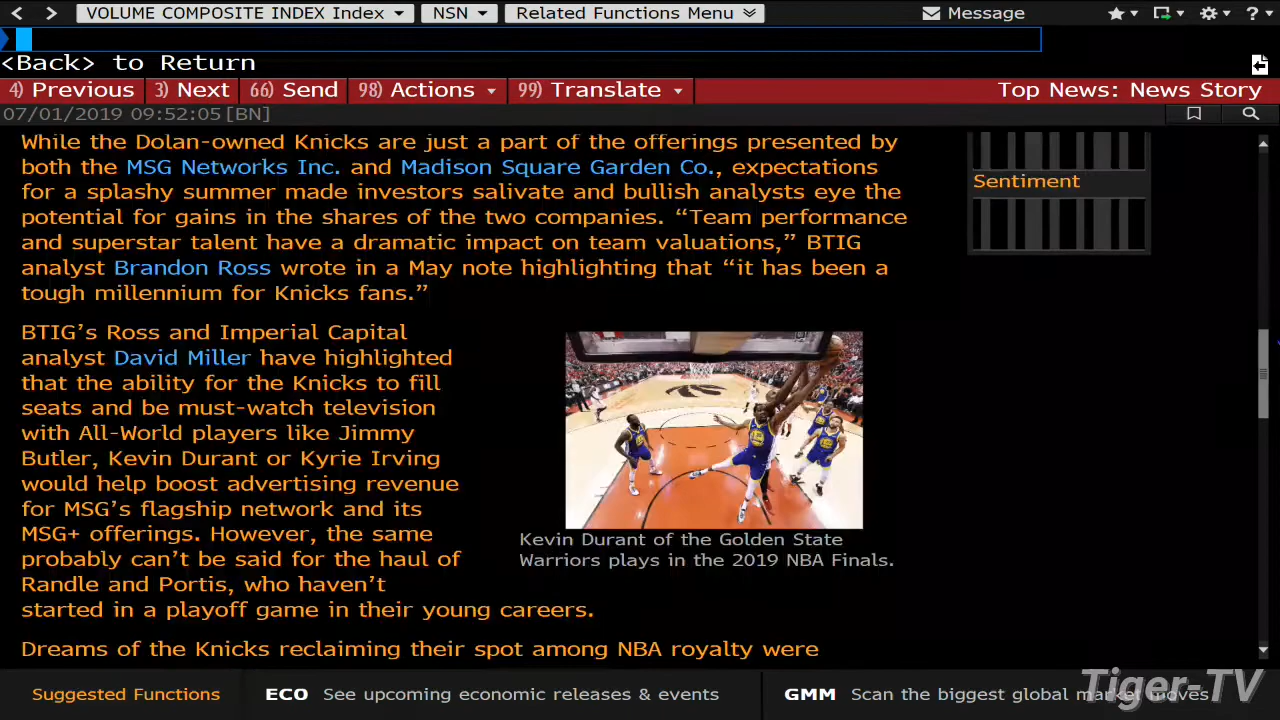 VOLUME COMPOSITE INDEX Index NSN Related Functions Menu Message ?
<Back> to Return
4) Previous 3) Next 66) Send 98) Actions 99) Translate Top News: News Story
07/01/2019 09:52:05[BN]
While the Dolan-owned Knicks are just a part of the offerings presented by
both the MSG Networks Inc. and Madison Square Garden Co., expectations
for a splashy summer made investors salivate and bullish analysts eye the
potential for gains in the shares of the two companies. “Team performance
and superstar talent have a dramatic impact on team valuations,” BTIG
analyst Brandon Ross wrote in a May note highlighting that “it has been a
tough millennium for Knicks fans.”
Sentiment
BTIG’s Ross and Imperial Capital
analyst David Miller have highlighted
that the ability for the Knicks to fill
seats and be must-watch television
with All-World players like Jimmy
Butler, Kevin Durant or Kyrie Irving
would help boost advertising revenue
for MSG’s flagship network and its
MSG+ offerings. However, the same
probably can’t be said for the haul of
Randle and Portis, who haven’t
started in a playoff game in their young careers.
Kevin Durant of the Golden State
Warriors plays in the 2019 NBA Finals.
Dreams of the Knicks reclaiming their spot among NBA royalty were
Suggested Functions ECO See upcoming economic releases & events GMM Scan the biggest global market moves.
Tiger-TV